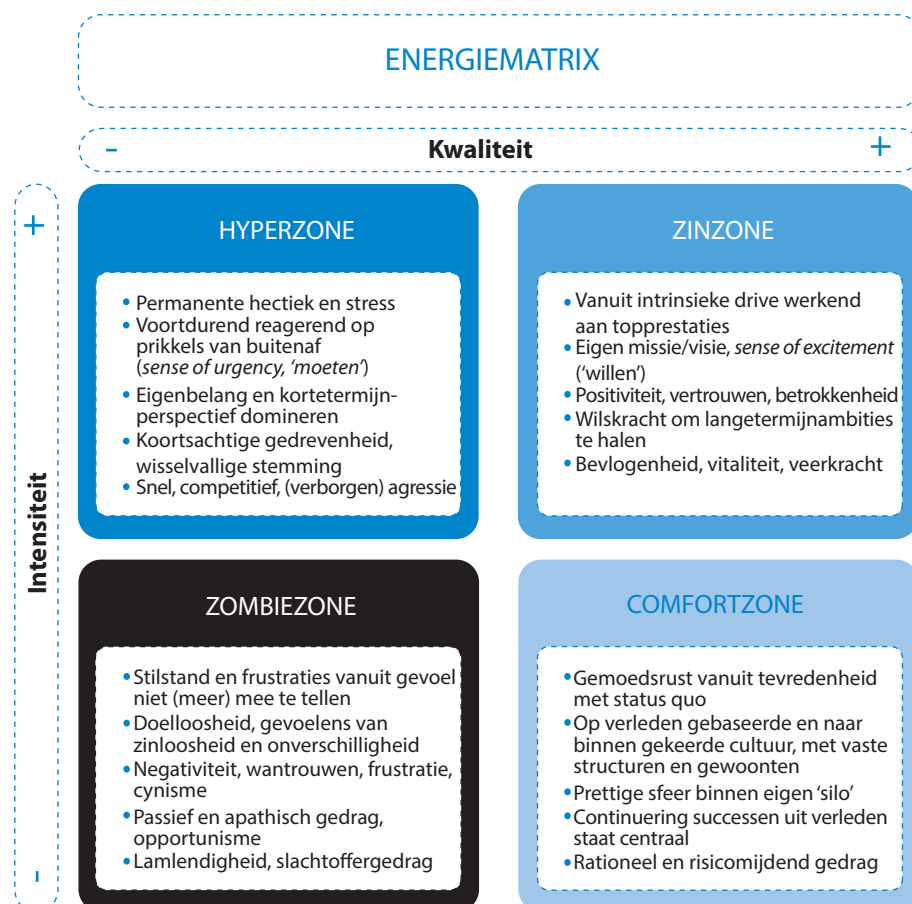 ENERGIEMATRIX
- Kwaliteit +
+
Intensiteit
-
HYPERZONE
• Permanente hectiek en stress
• Voortdurend reagerend op
prikkels van buitenaf
(sense of urgency, ‘moeten’)
• Eigenbelang en kortetermijn-
perspectief domineren
• Koortsachtige gedrevenheid,
wisselvallige stemming
• Snel, competitief, (verborgen) agressie
ZINZONE
• Vanuit intrinsieke drive werkend
aan topprestaties
• Eigen missie/visie, sense of excitement
(‘willen’)
• Positiviteit, vertrouwen, betrokkenheid
• Wilskracht om langetermijnambities
te halen
• Bevlogenheid, vitaliteit, veerkracht
ZOMBIEZONE
• Stilstand en frustraties vanuit gevoel
niet (meer) mee te tellen
• Doelloosheid, gevoelens van
zinloosheid en onverschilligheid
• Negativiteit, wantrouwen, frustratie,
cynisme
• Passief en apathisch gedrag,
opportunisme
• Lamlendigheid, slachtoffergedrag
COMFORTZONE
• Gemoedsrust vanuit tevredenheid
met status quo
• Op verleden gebaseerde en naar
binnen gekeerde cultuur, met vaste
structuren en gewoonten
• Prettige sfeer binnen eigen ‘silo’
• Continuering successen uit verleden
staat centraal
• Rationeel en risicomijdend gedrag